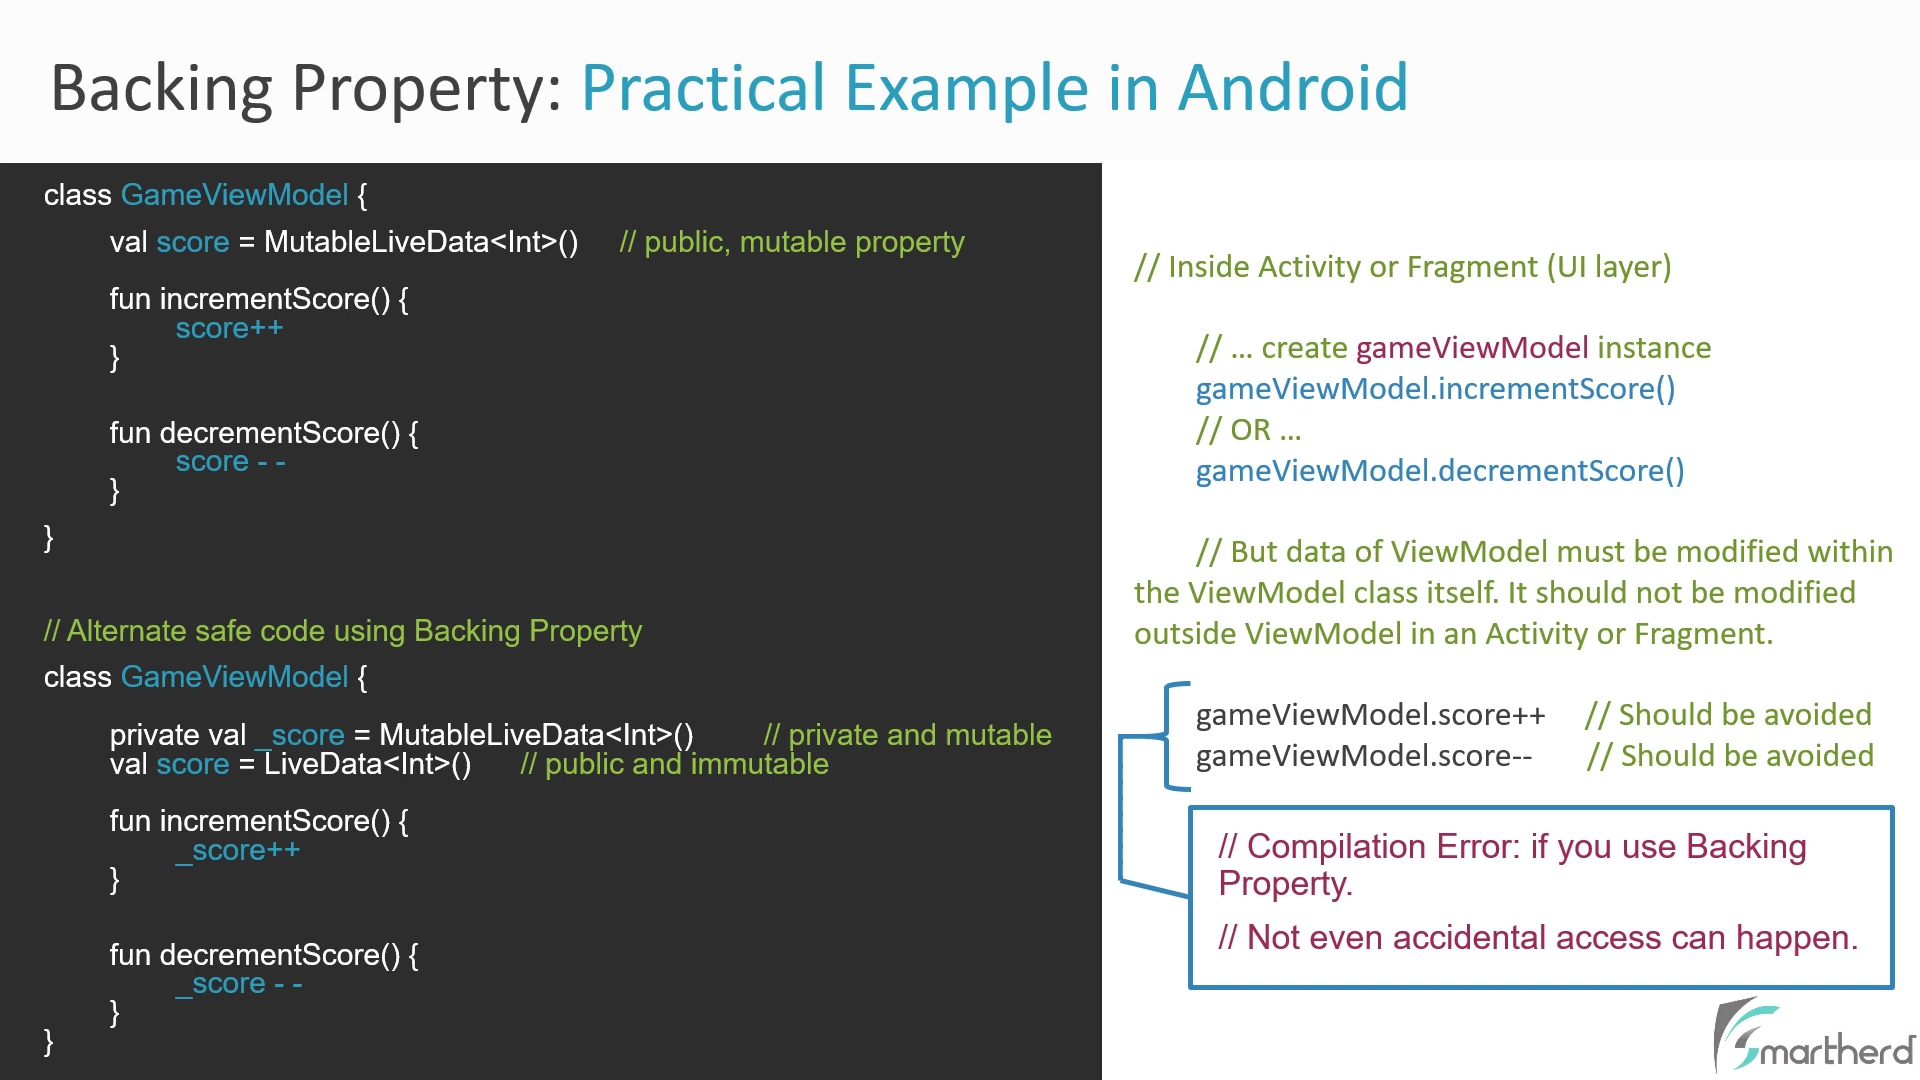 Backing Property: Practical Example in Android
class GameViewModel {
val score = MutableLiveData<Int>() // public, mutable property
fun incrementScore() {
score++
}
fun decrementScore() {
score - -
}
}
// Alternate safe code using Backing Property
class GameViewModel {
private val _score = MutableLiveData<Int>() // private and mutable
val score = LiveData<Int>() // public and immutable
fun incrementScore() {
_score++
}
fun decrementScore() {
_score - -
}
}
// Inside Activity or Fragment (UI layer)
// ... create gameViewModel instance
gameViewModel.incrementScore()
// OR ...
gameViewModel.decrementScore()
// But data of ViewModel must be modified within
the ViewModel class itself. It should not be modified
outside ViewModel in an Activity or Fragment.
gameViewModel.score++ // Should be avoided
gameViewModel.score-- // Should be avoided
// Compilation Error: if you use Backing
Property.
// Not even accidental access can happen.
Smartherd